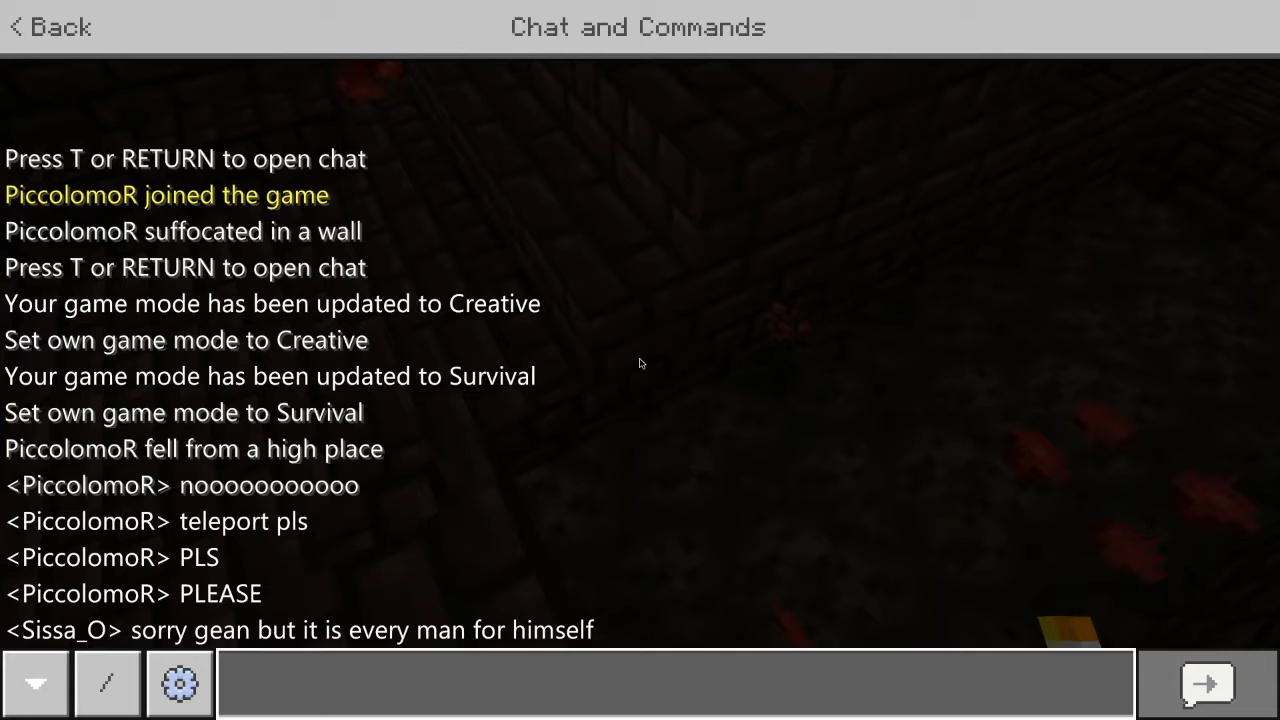 Back
Chat and Commands
Press T or RETURN to open chat
PiccolomoR joined the game
PiccolomoR suffocated in a wall
Press T or RETURN to open chat
Your game mode has been updated to Creative
Set own game mode to Creative
Your game mode has been updated to Survival
Set own game mode to Survival
PiccolomoR fell from a high place
<PiccolomoR> nooooooooooo
<PiccolomoR> teleport pls
<PiccolomoR> PLS
<PiccolomoR> PLEASE
<Sissa_O> sorry gean but it is every man for himself
/